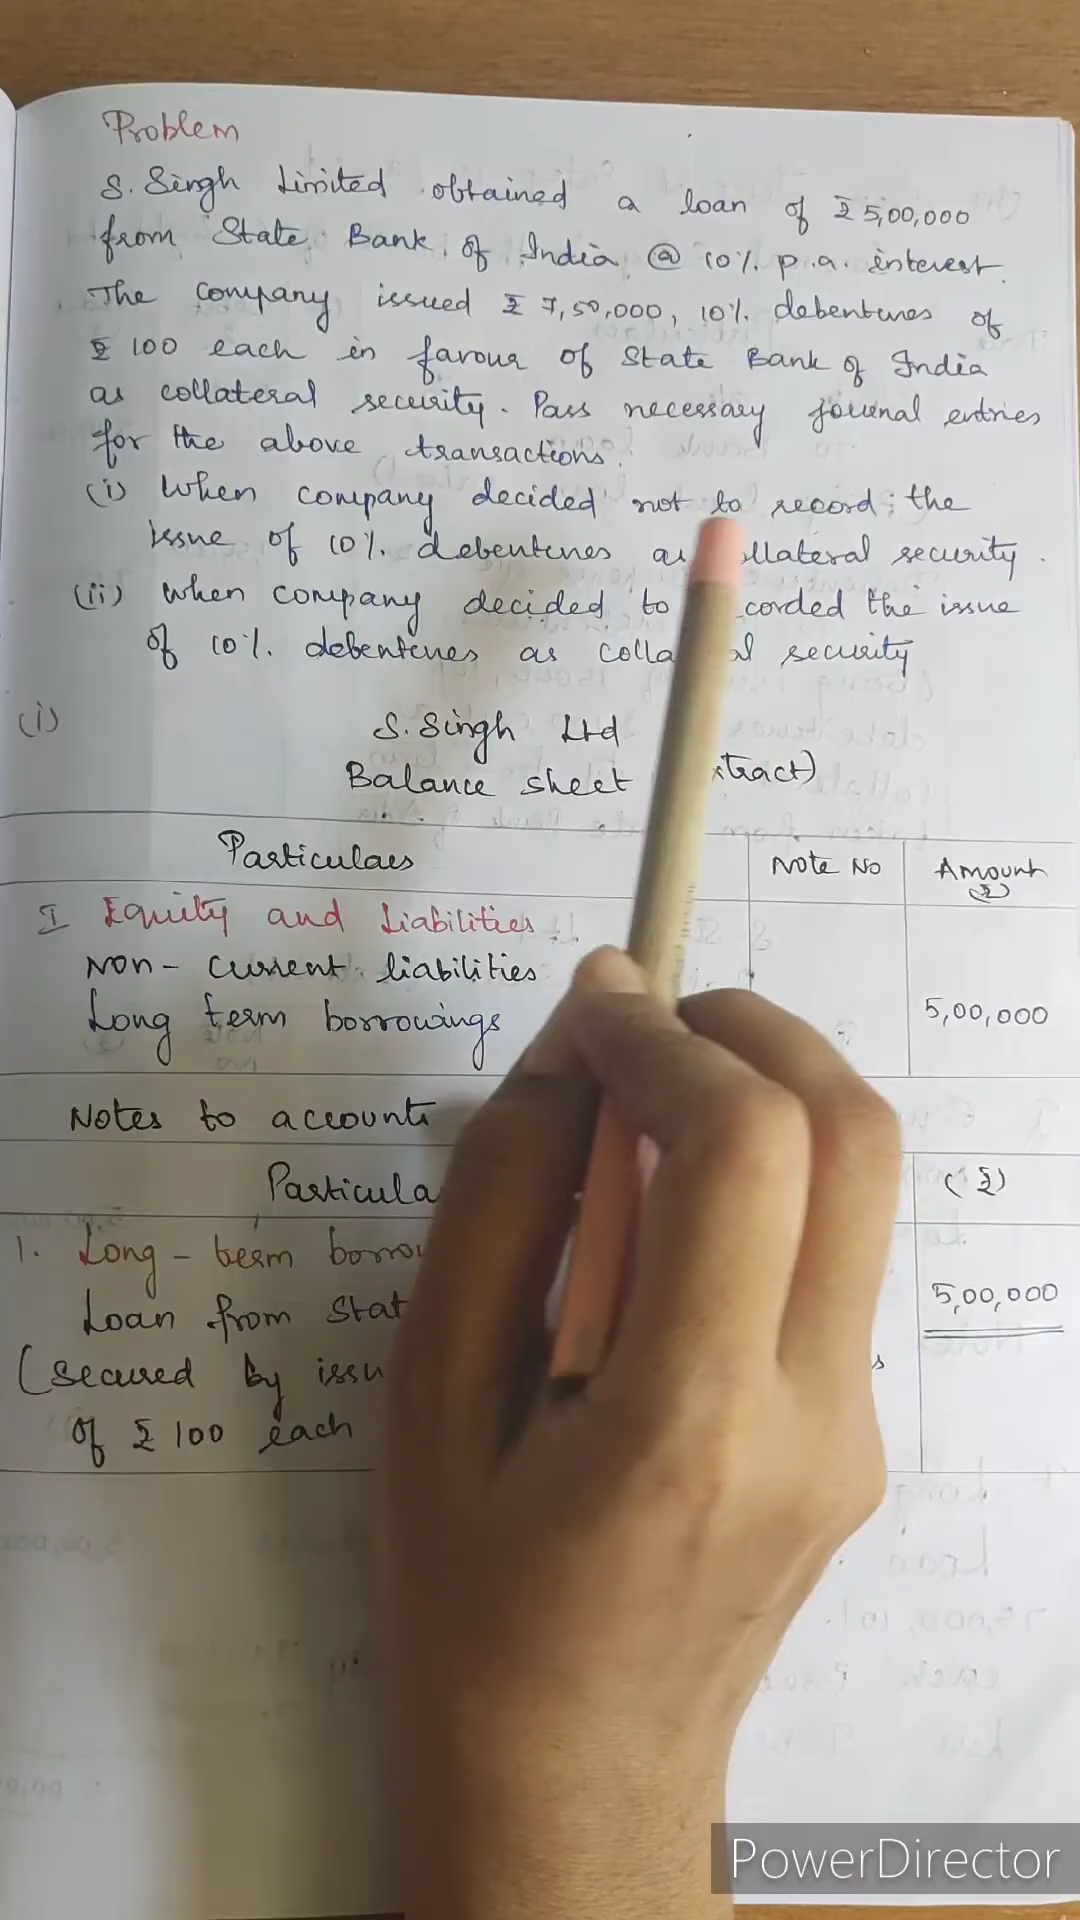 Problem
S. Singh Limited obtained a loan of ₹ 5,00,000
from State Bank of India @ 10%. p.a. interest
The company issued ₹ 7,50,000, 10%. debentures of
₹ 100 each in favour of State Bank of India
as collateral security. Pass necessary journal entries
for the above transactions.
(i) When company decided not to record; the
issue of 10%. debentures as security.
(ii) when company decided to the issue
of 10%. debentures as security
(i) S. Singh Ltd
Balance sheet
Particulars Note No Amount (₹)
I Equity and Liabilities
Non-current liabilities
Long term borrowings 5,00,000
Notes to accounts
(₹)
1. Long-term
Loan from 5,00,000
(secured by
of ₹ 100 each
PowerDirector